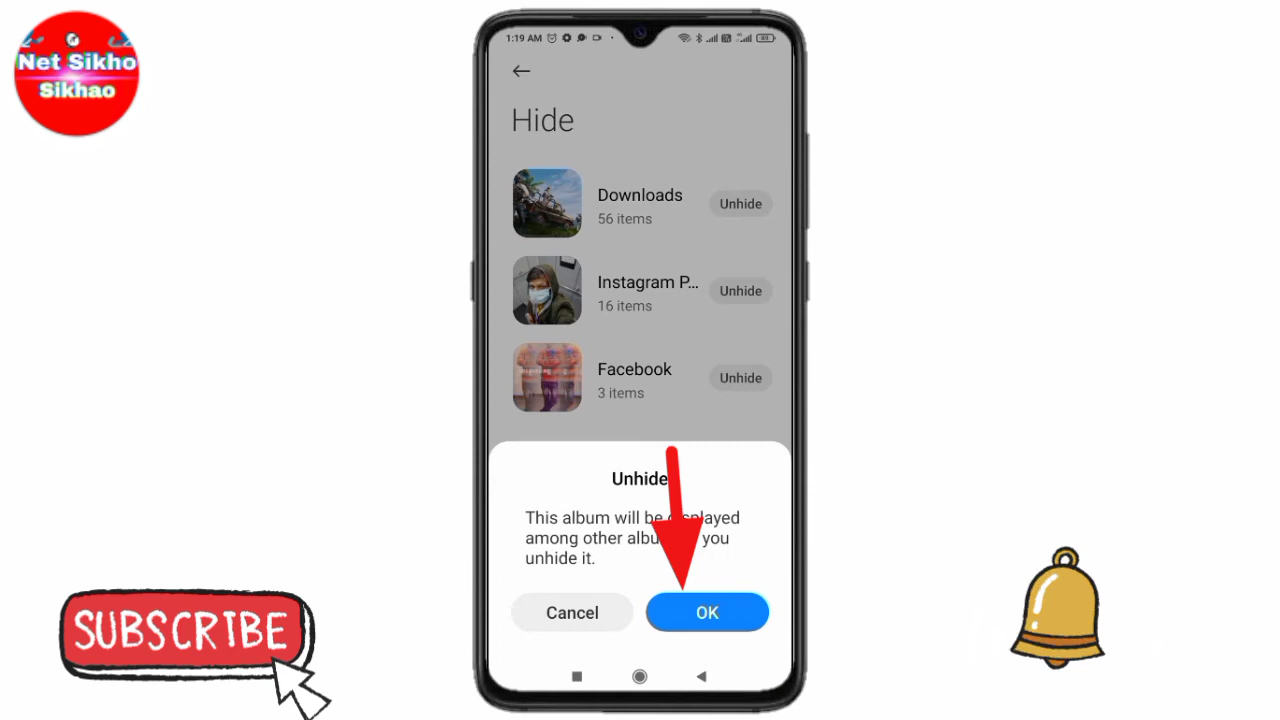 Net Sikho
Sikhao
1:19 AM
Hide
Downloads
56 items
Unhide
Instagram P...
16 items
Unhide
Facebook
3 items
Unhide
Unhide
This album will be displayed
among other albu you
unhide it.
Cancel
OK
SUBSCRIBE